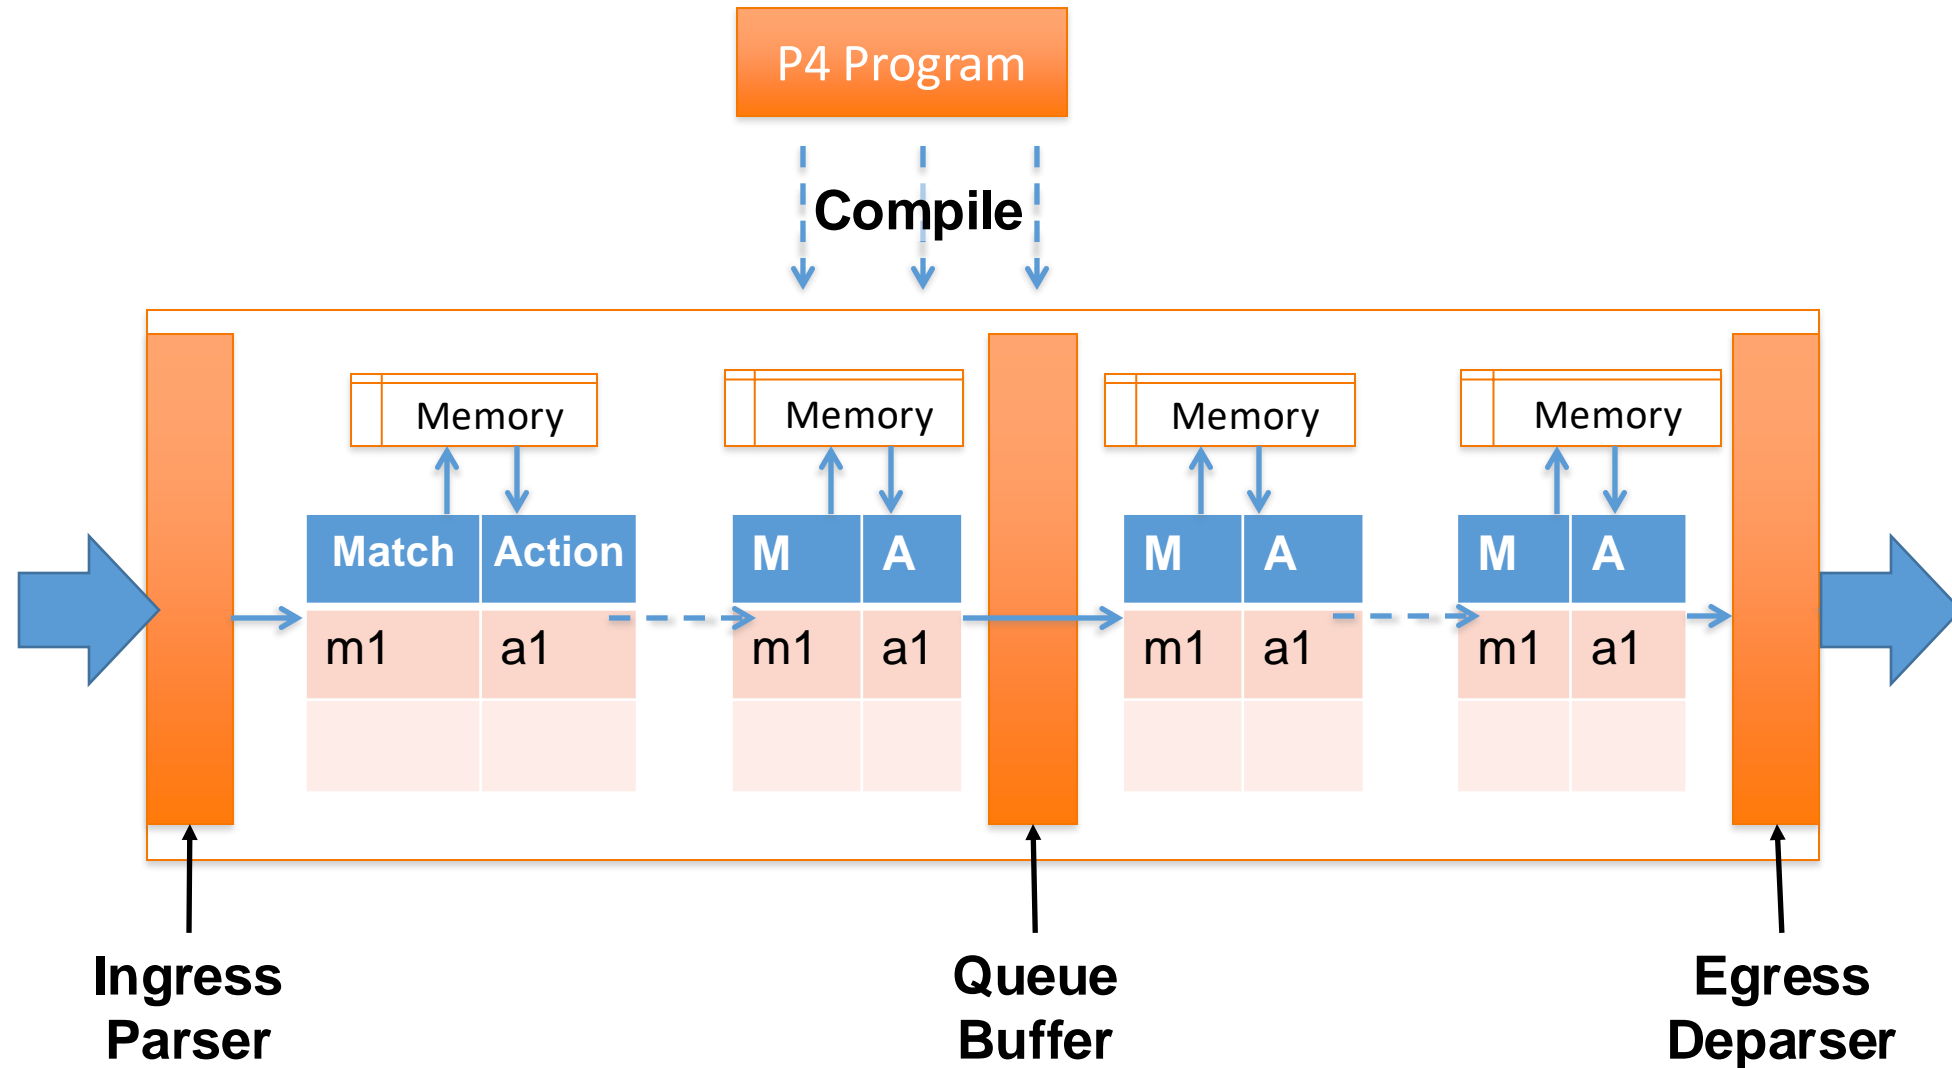 P4 Program
Compile
Memory Memory Memory Memory
Match Action M A M A M A
m1 a1 m1 a1 m1 a1 m1 a1
Ingress
Parser
Queue
Buffer
Egress
Deparser